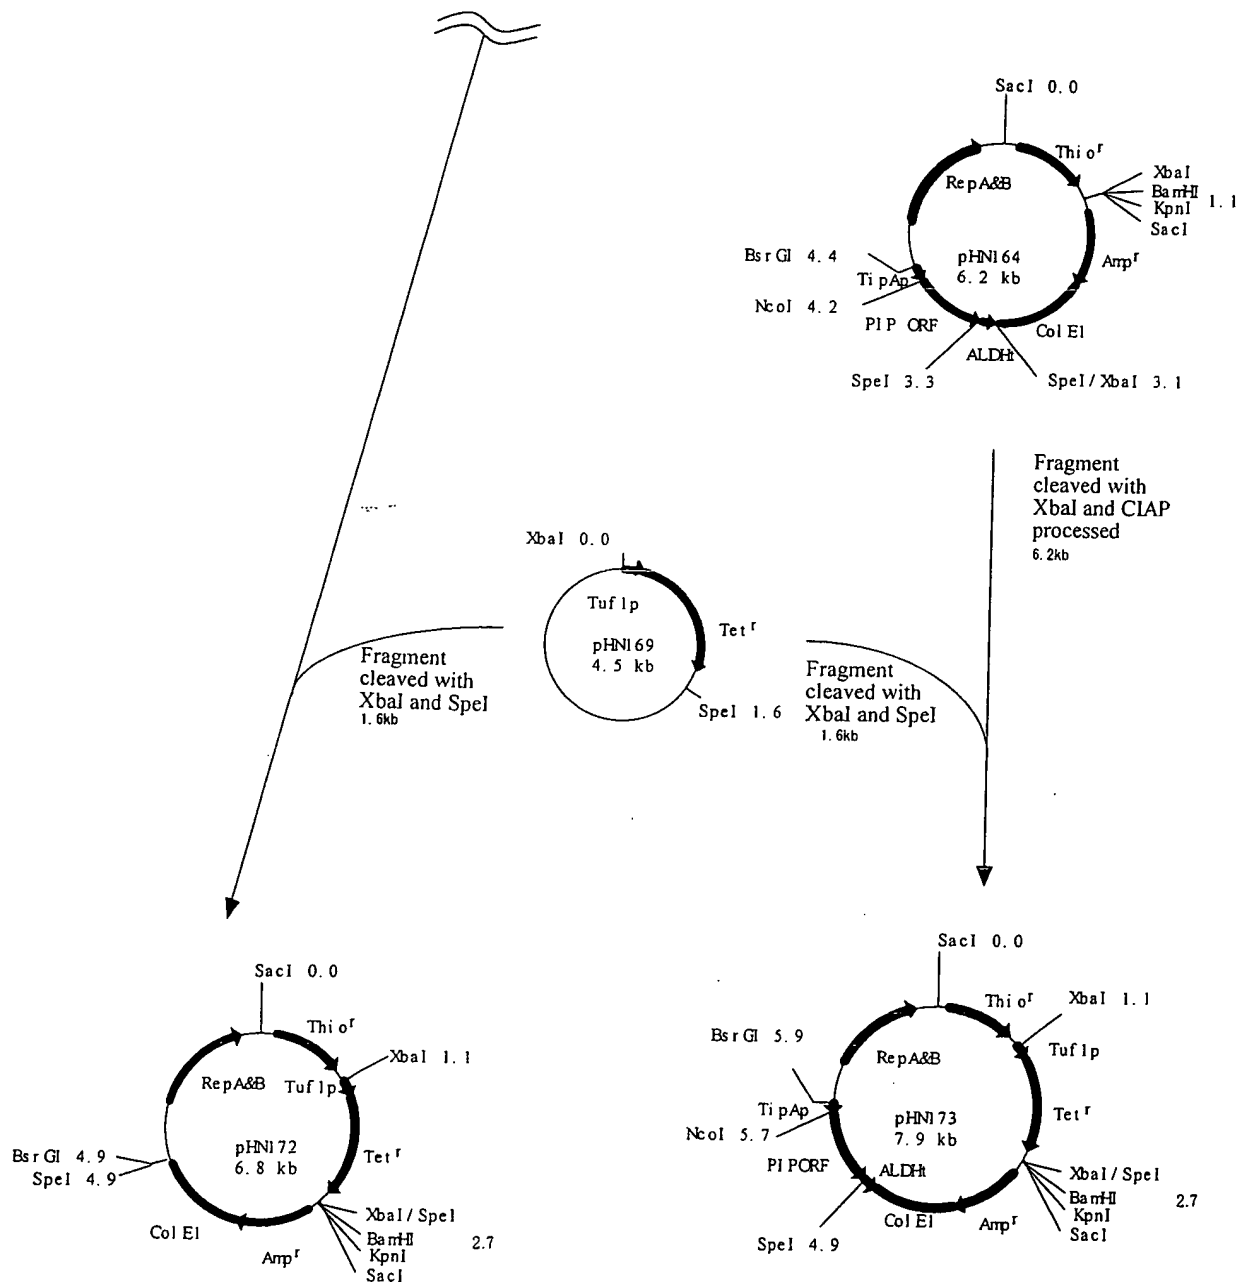 SacI 0.0
Thio^r
RepA&B
XbaI
BamHI
KpnI
SacI
1.1
pHN164
6.2 kb
Amp^r
BsrGI 4.4
TipAp
NcoI 4.2
PIP ORF
ALDHt
ColE1
SpeI 3.3
SpeI/XbaI 3.1
Fragment
cleaved with
XbaI and CIAP
processed
6.2kb
XbaI 0.0
Tuf1p
pHN169
4.5 kb
Tet^r
SpeI 1.6
Fragment
cleaved with
XbaI and SpeI
1.6kb
Fragment
cleaved with
XbaI and SpeI
1.6kb
SacI 0.0
Thio^r
XbaI 1.1
RepA&B
Tuf1p
pHN172
6.8 kb
Tet^r
BsrGI 4.9
SpeI 4.9
ColE1
Amp^r
XbaI/SpeI
BamHI
KpnI
SacI
2.7
SacI 0.0
Thio^r
XbaI 1.1
BsrGI 5.9
RepA&B
Tuf1p
TipAp
NcoI 5.7
pHN173
7.9 kb
Tet^r
PIPORF
ALDHt
SpeI 4.9
ColE1
Amp^r
XbaI/SpeI
BamHI
KpnI
SacI
2.7